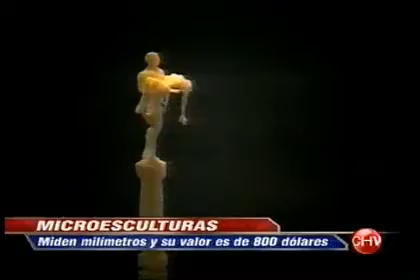 MICROESCULTURAS
Miden milímetros y su valor es de 800 dólares
CHV